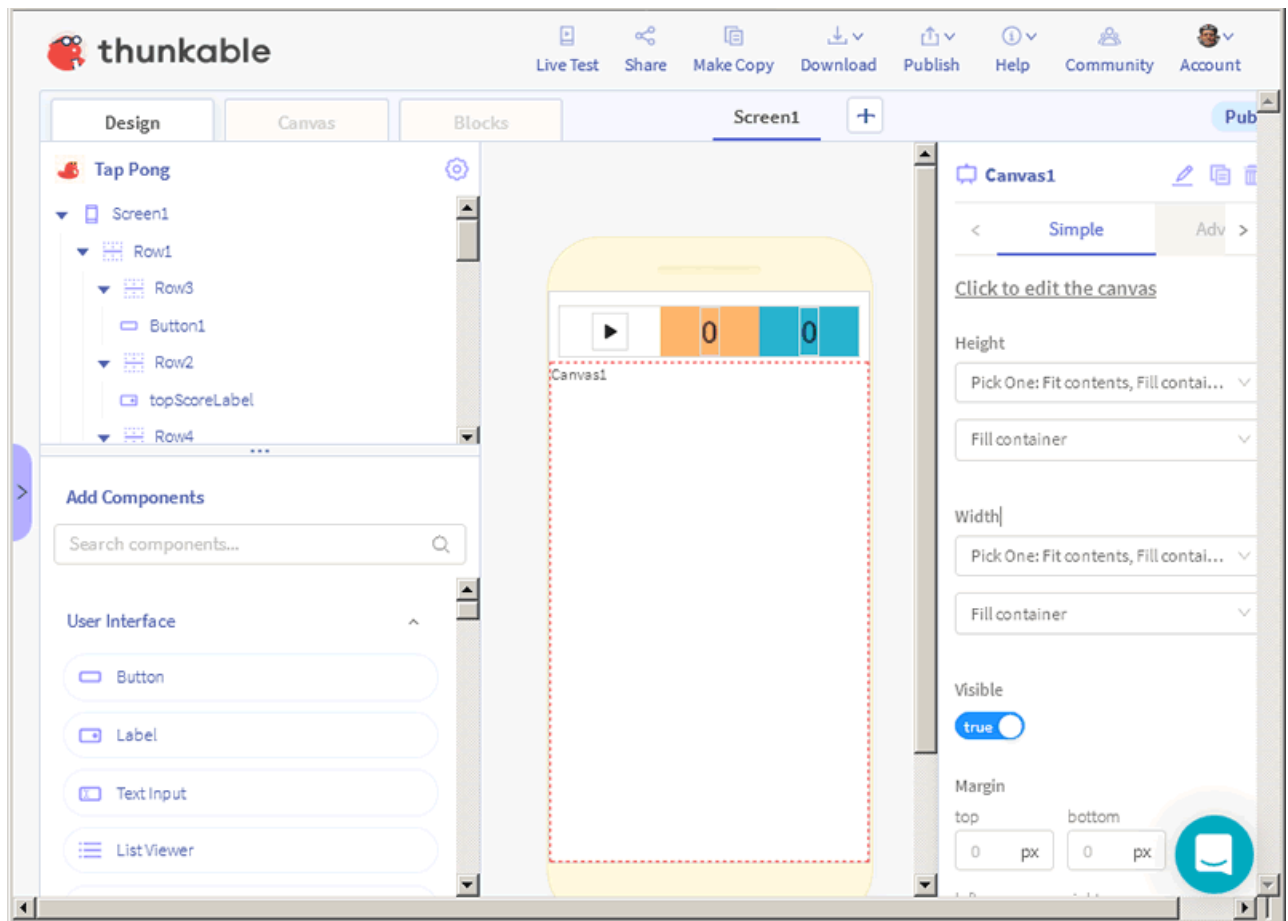 thunkable
Live Test Share Make Copy Download Publish Help Community Account
Design Canvas Blocks Screen1 + Pub
Tap Pong
Screen1
Row1
Row3
Button1
Row2
topScoreLabel
Row4
Add Components
Search components...
User Interface
Button
Label
Text Input
List Viewer
0 0
Canvas1
Canvas1
< Simple Adv >
Click to edit the canvas
Height
Pick One: Fit contents, Fill contai...
Fill container
Width
Pick One: Fit contents, Fill contai...
Fill container
Visible
true
Margin
top bottom
0 px 0 px